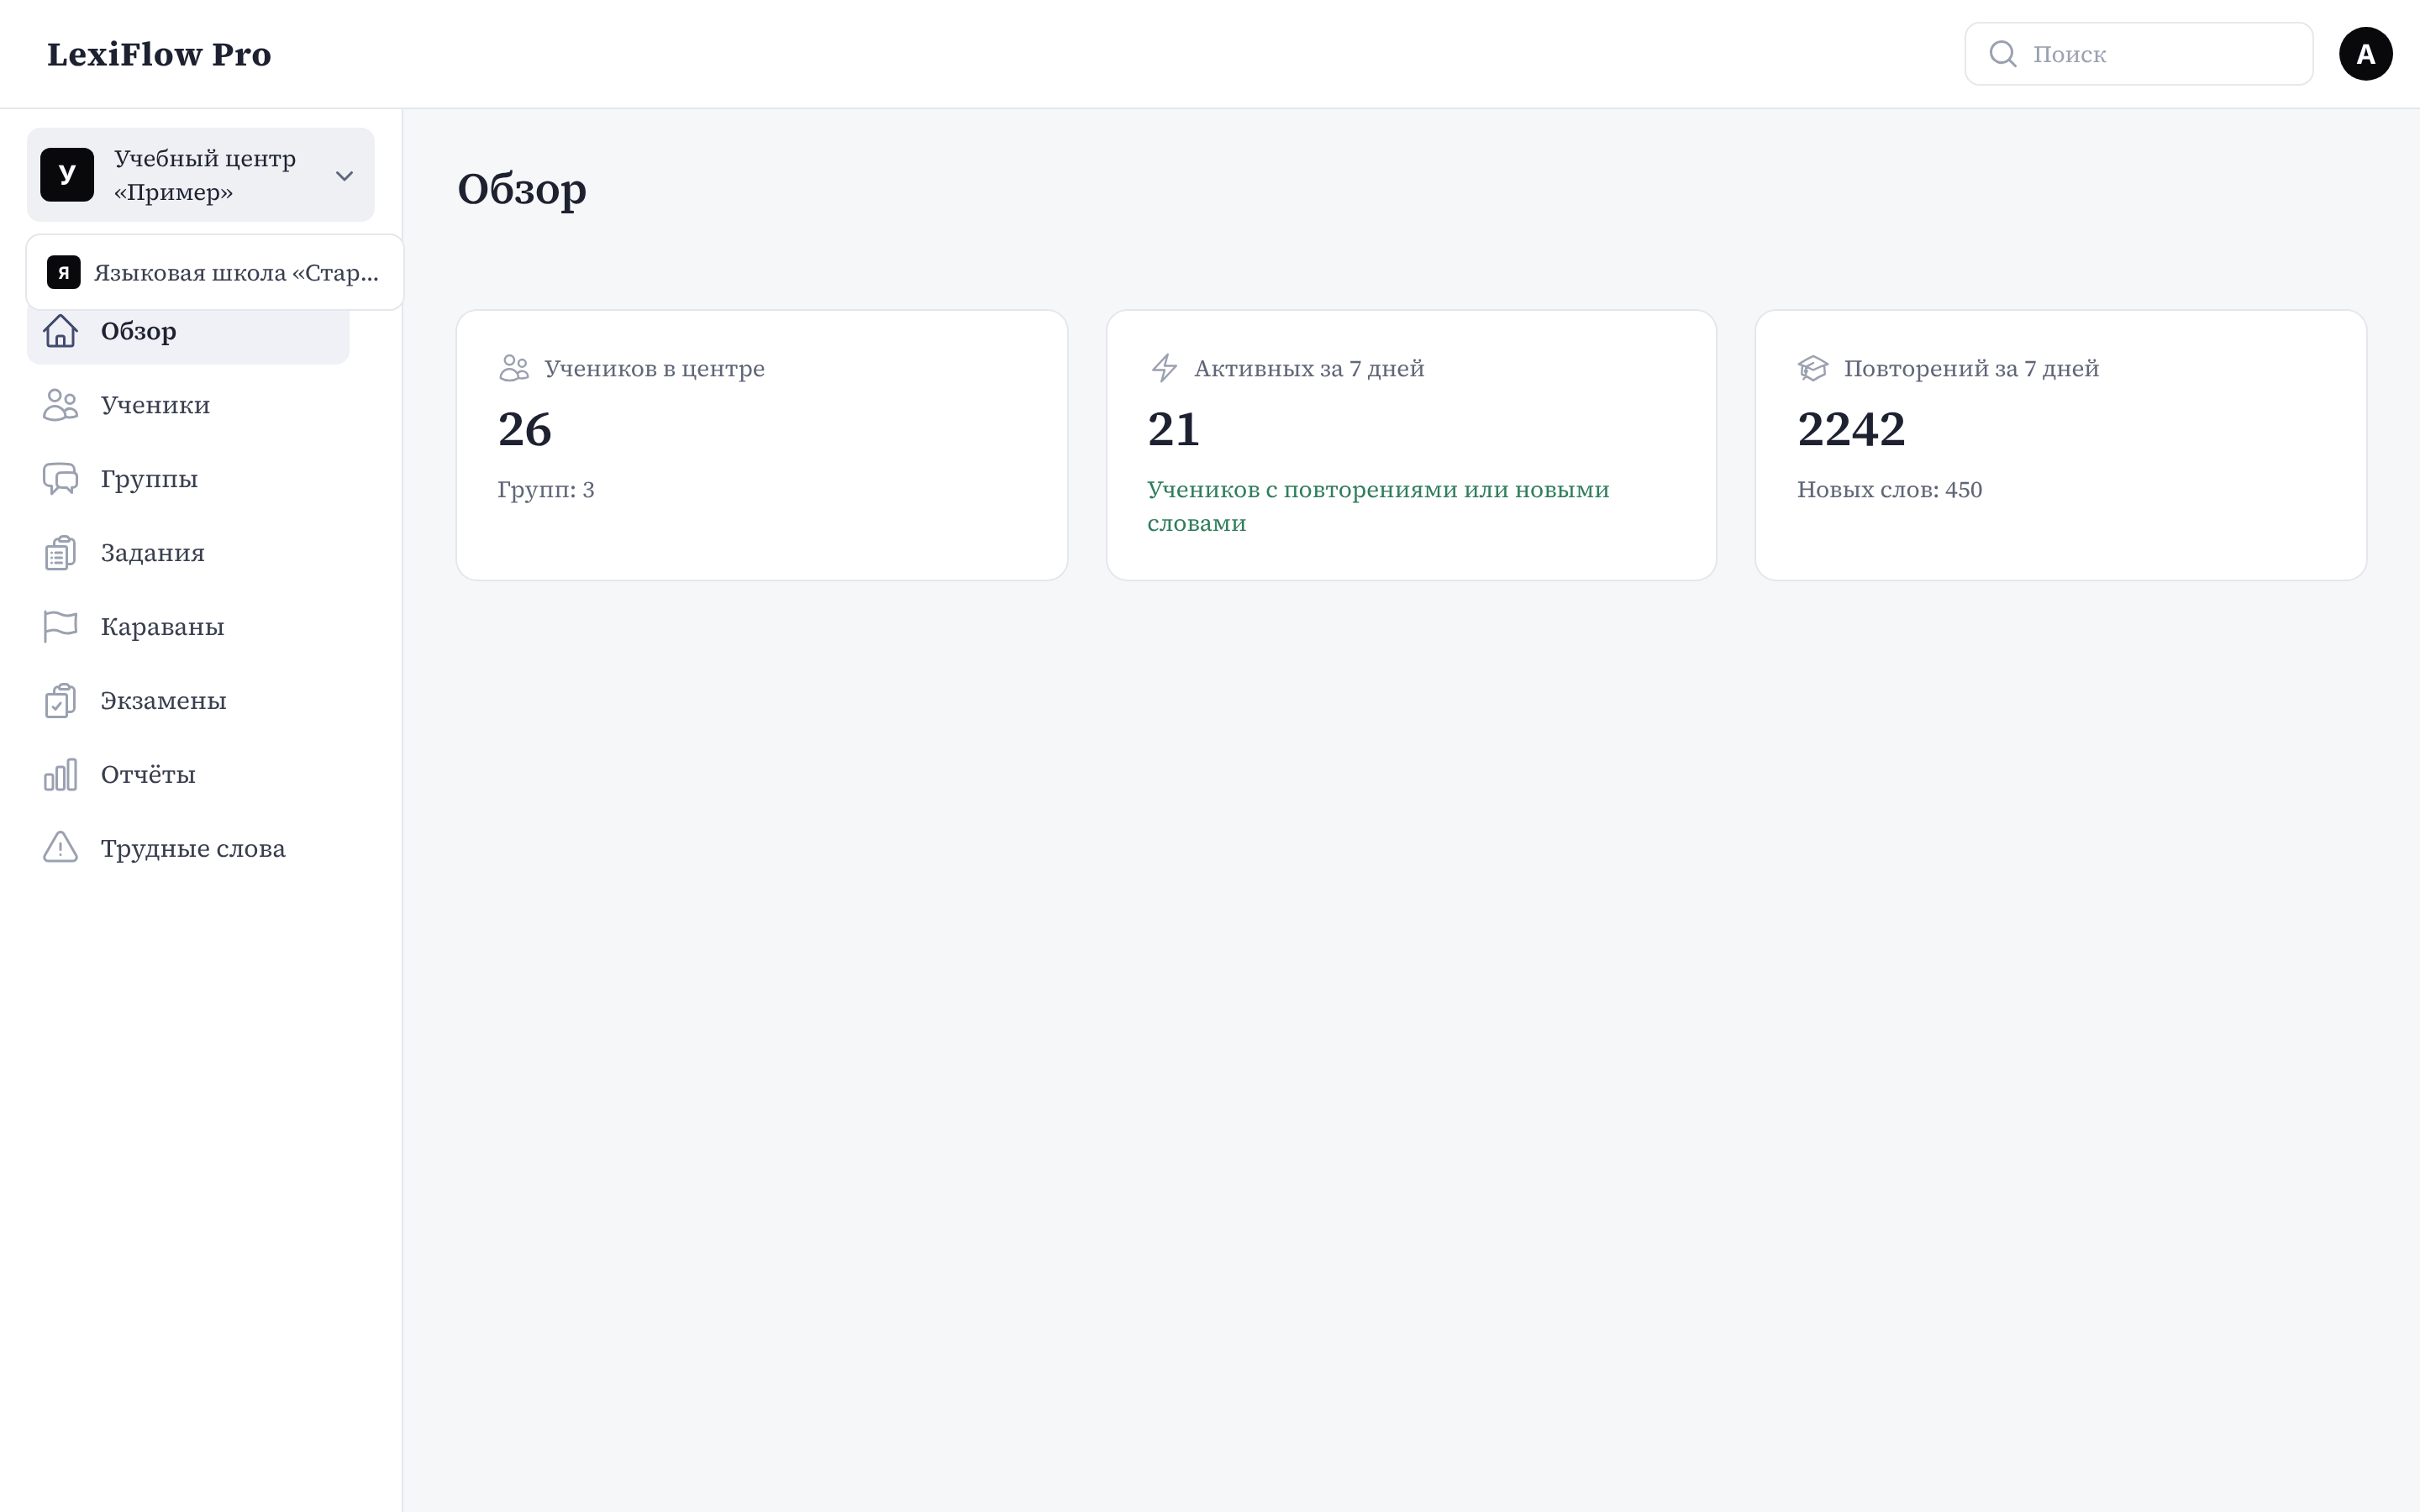 LexiFlow Pro
Поиск
А
У
Учебный центр
«Пример»
Я
Языковая школа «Стар...
Обзор
Ученики
Группы
Задания
Караваны
Экзамены
Отчёты
Трудные слова
Обзор
Учеников в центре
26
Групп: 3
Активных за 7 дней
21
Учеников с повторениями или новыми
словами
Повторений за 7 дней
2242
Новых слов: 450